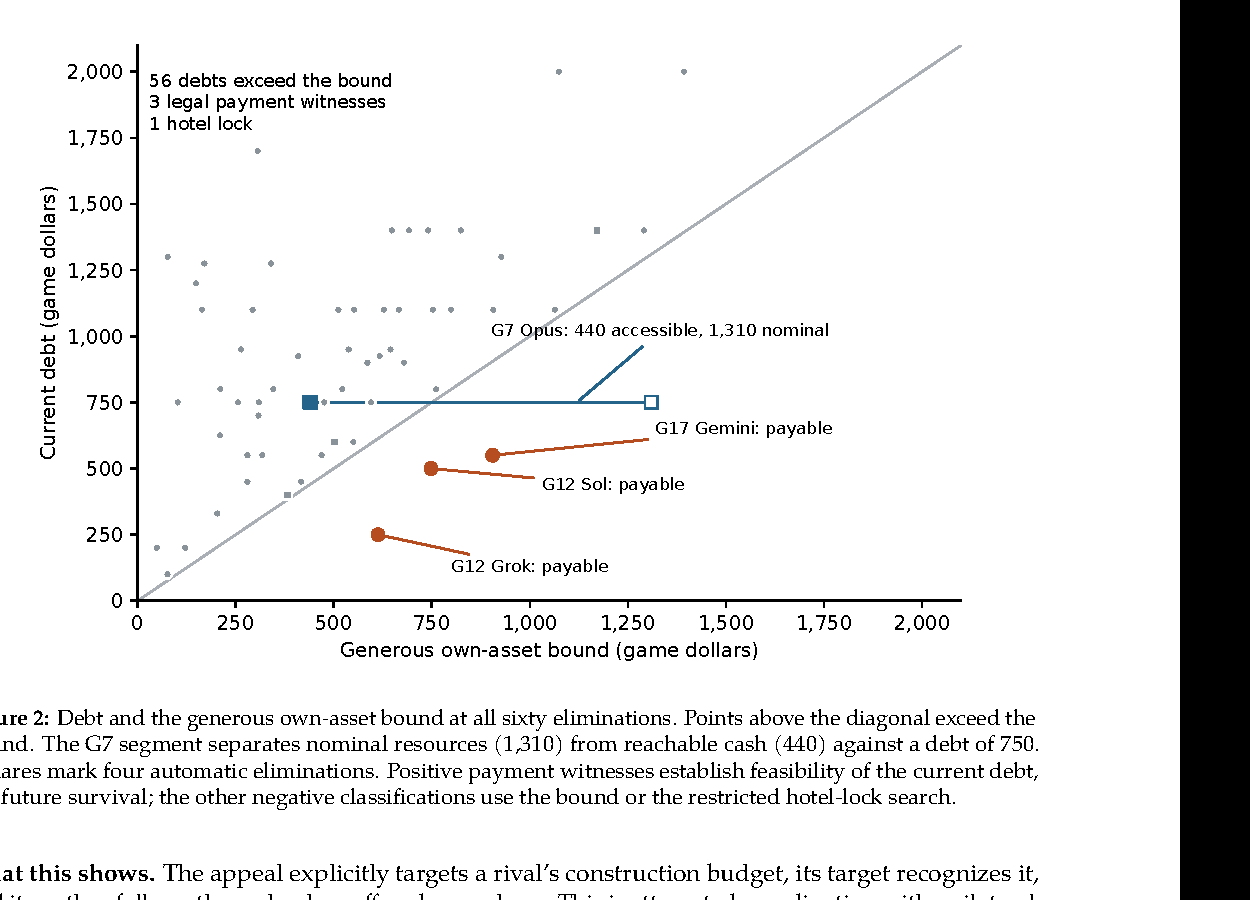 2,000
56 debts exceed the bound
3 legal payment witnesses
1 hotel lock
1,750
1,500
1,250
1,000
750
500
250
0
Current debt (game dollars)
G7 Opus: 440 accessible, 1,310 nominal
G17 Gemini: payable
G12 Sol: payable
G12 Grok: payable
0 250 500 750 1,000 1,250 1,500 1,750 2,000
Generous own-asset bound (game dollars)
ure 2: Debt and the generous own-asset bound at all sixty eliminations. Points above the diagonal exceed the
nd. The G7 segment separates nominal resources (1,310) from reachable cash (440) against a debt of 750.
ares mark four automatic eliminations. Positive payment witnesses establish feasibility of the current debt,
future survival; the other negative classifications use the bound or the restricted hotel-lock search.
at this shows. The appeal explicitly targets a rival's construction budget, its target recognizes it,